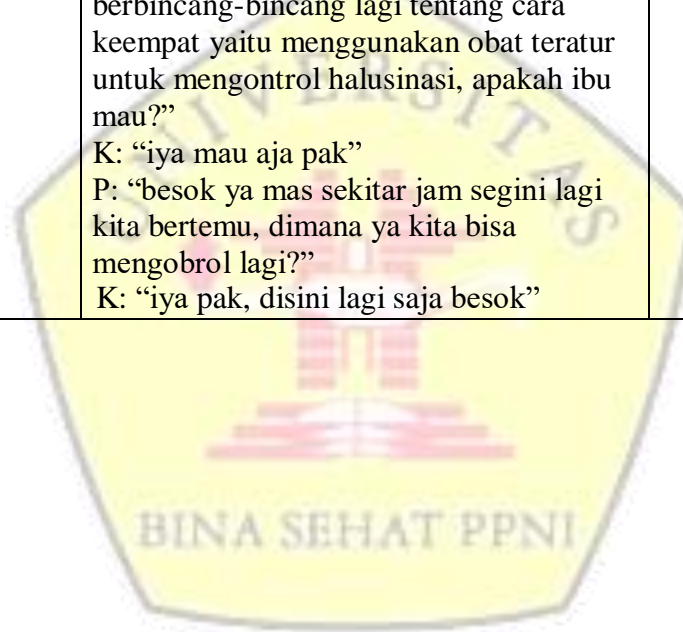 berbincang-bincang lagi tentang cara
keempat yaitu menggunakan obat teratur
untuk mengontrol halusinasi, apakah ibu
mau?”
K: “iya mau aja pak”
P: “besok ya mas sekitar jam segini lagi
kita bertemu, dimana ya kita bisa
mengobrol lagi?”
K: “iya pak, disini lagi saja besok”
UNIVERSITAS
BINA SEHAT PPNI